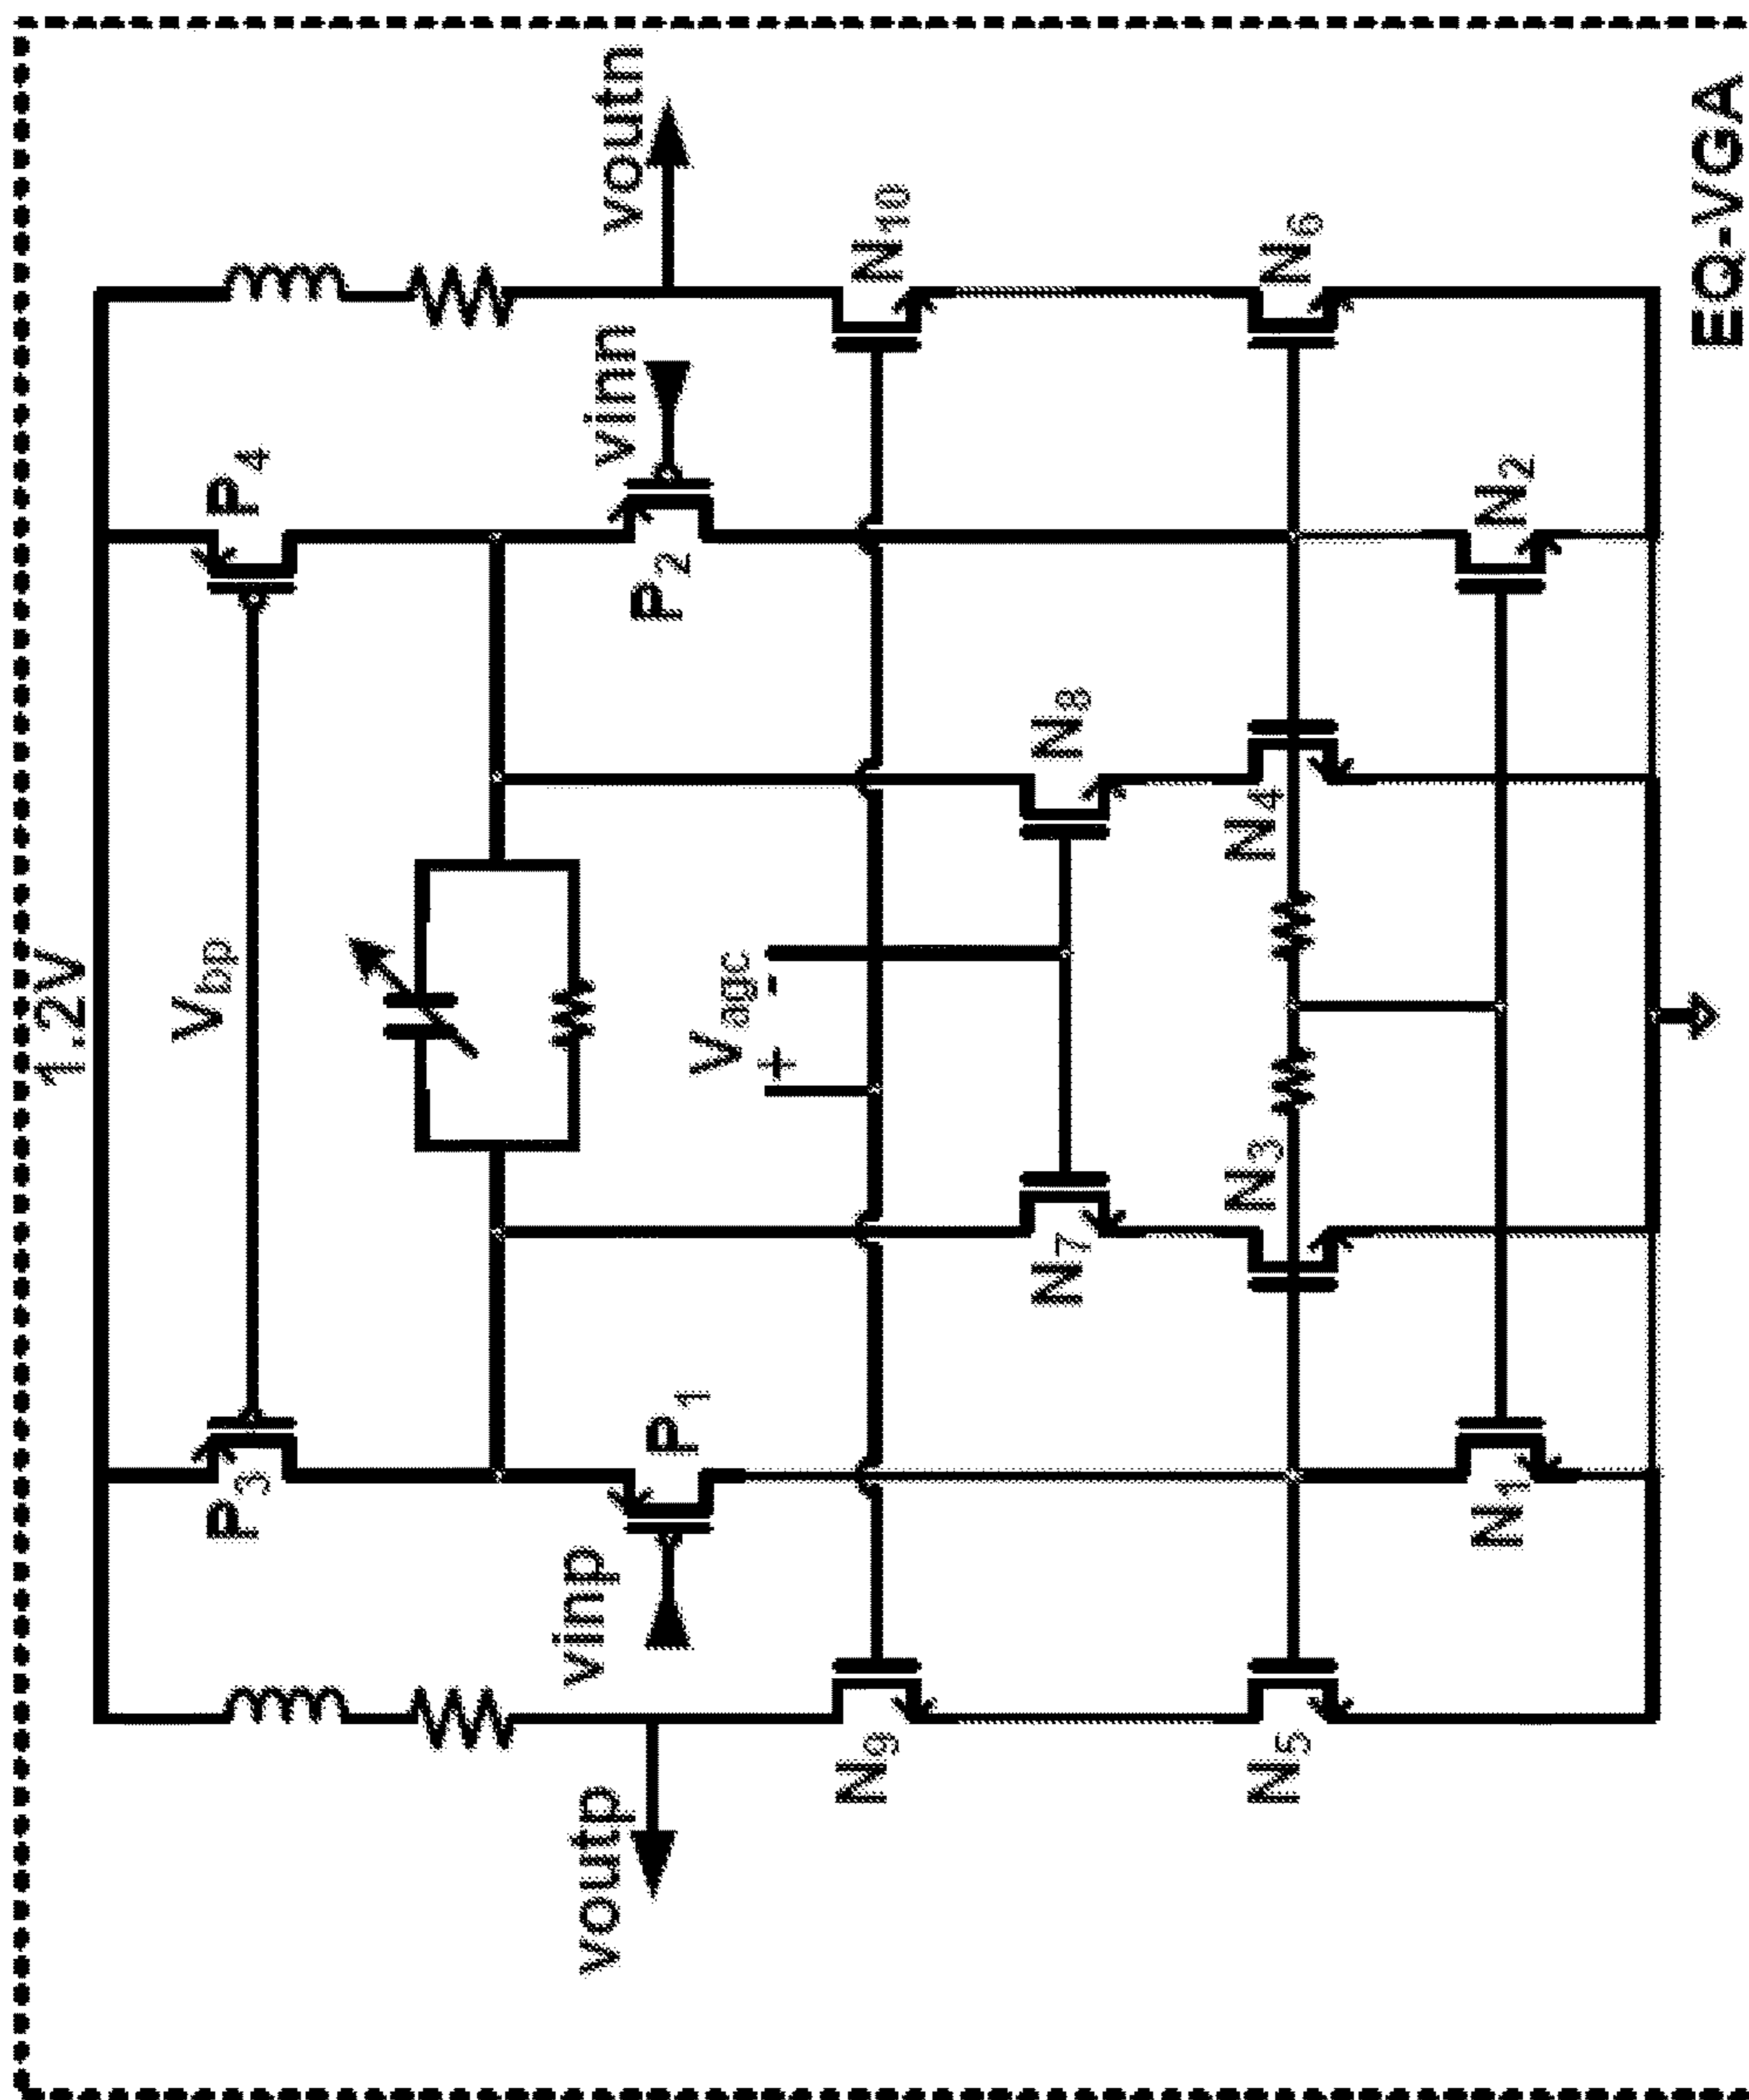 1.2V
Vbp
P3
P4
voutp
vinp
P1
P2
vinn
voutn
Vagc
+ -
N9
N10
N7
N8
N5
N3
N4
N6
N1
N2
EQ-VGA